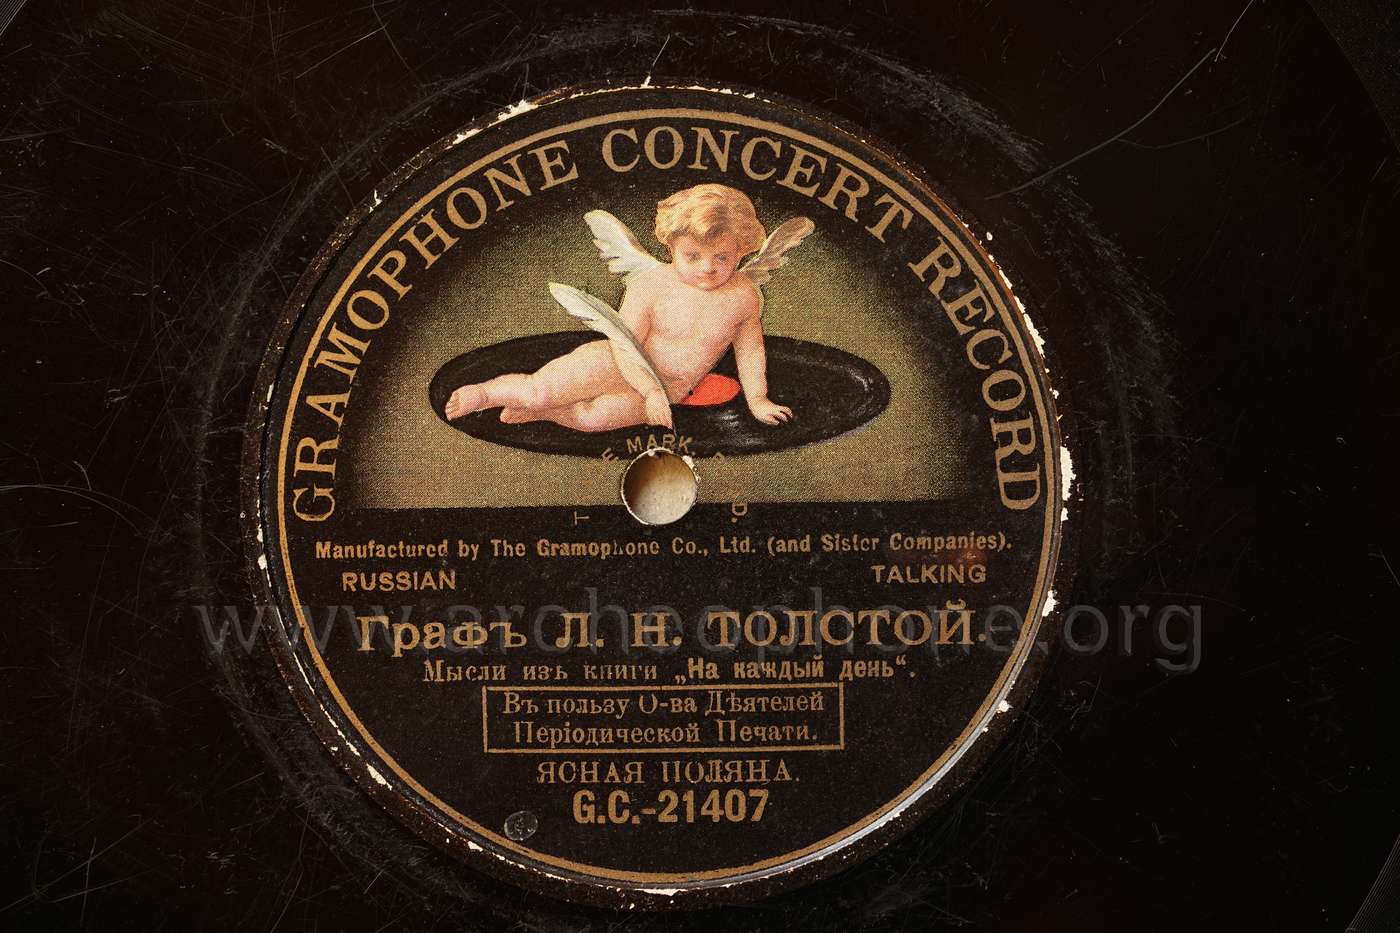 GRAMOPHONE CONCERT RECORD
MARK
Manufactured by The Gramophone Co., Ltd. (and Sister Companies).
RUSSIAN TALKING
www.archeophone.org
Графъ Л. Н. ТОЛСТОЙ.
Мысли изъ книги „На каждый день“.
Въ пользу О-ва Дѣятелей
Періодической Печати.
ЯСНАЯ ПОЛЯНА.
G.C.-21407